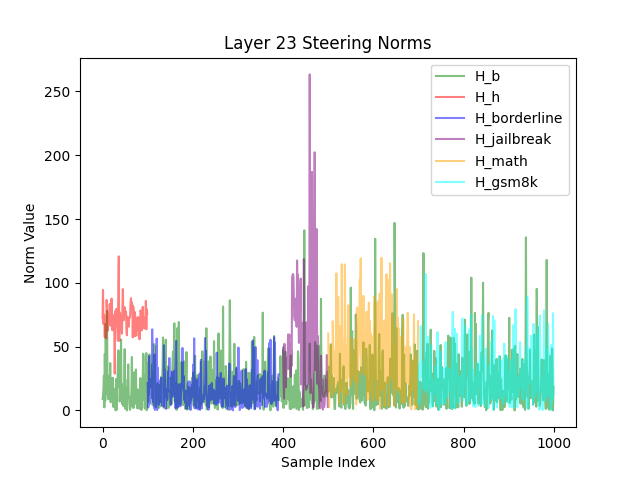 Layer 23 Steering Norms
H_b
H_h
H_borderline
H_jailbreak
H_math
H_gsm8k
250
200
150
100
50
0
Norm Value
0
200
400
600
800
1000
Sample Index